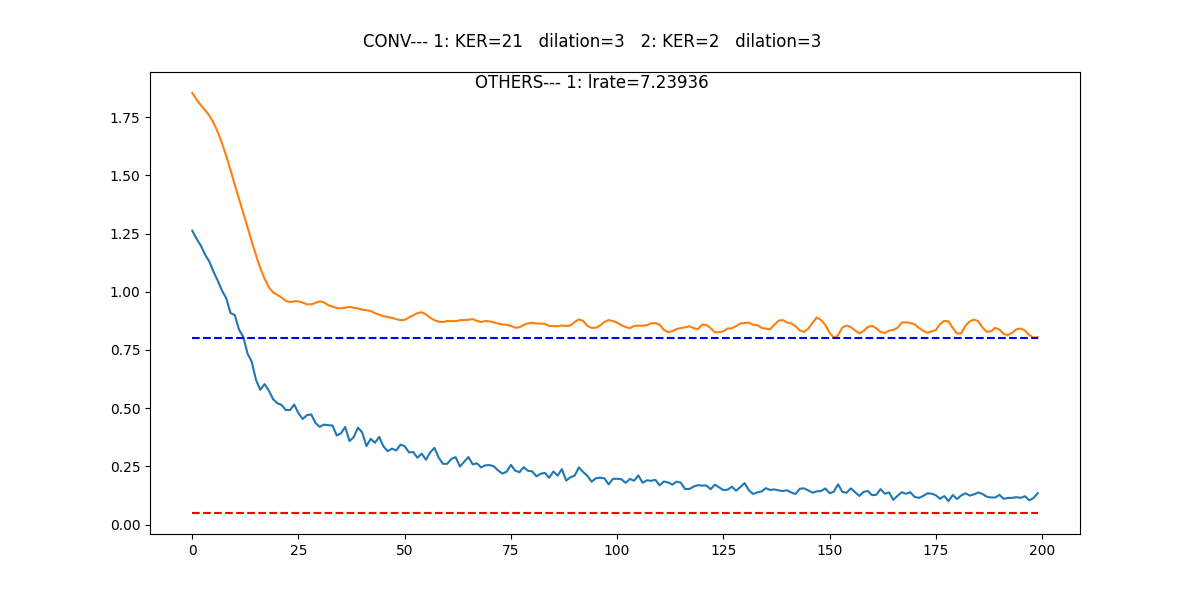 CONV--- 1: KER=21   dilation=3   2: KER=2   dilation=3
OTHERS--- 1: lrate=7.23936
1.75
1.50
1.25
1.00
0.75
0.50
0.25
0.00
0 25 50 75 100 125 150 175 200